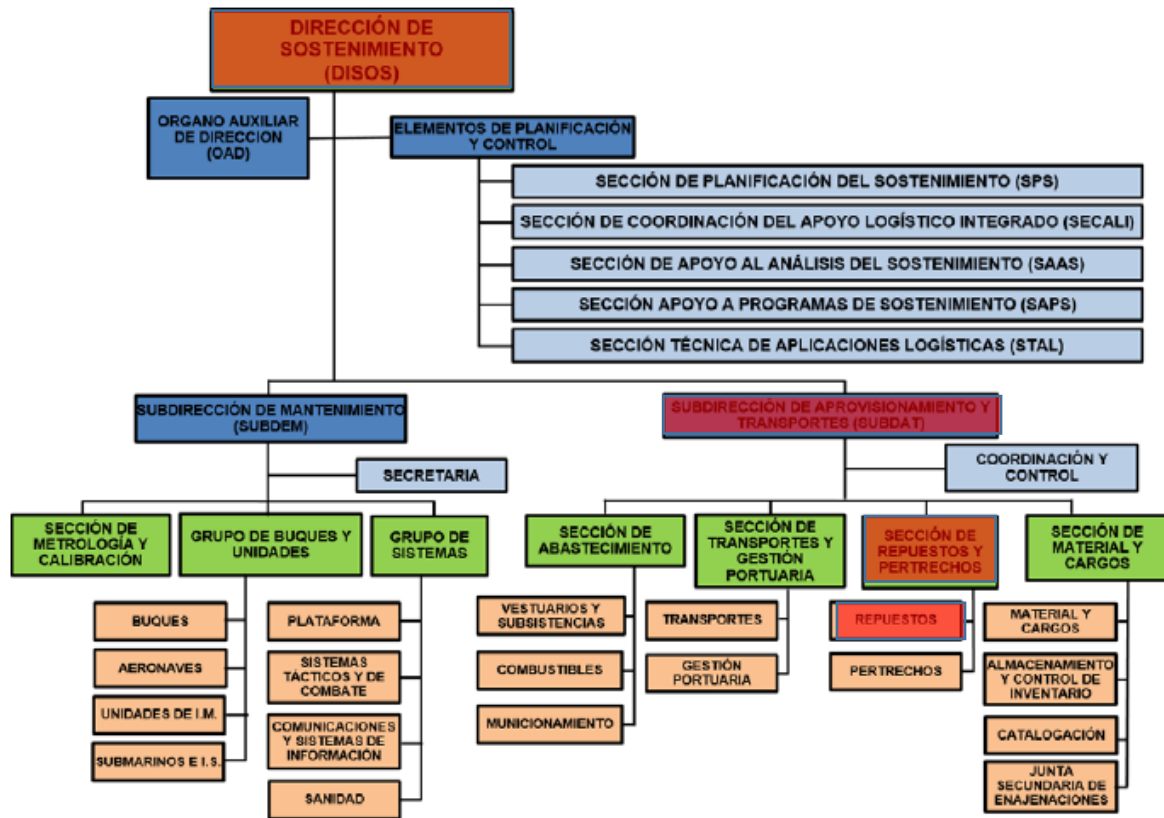 DIRECCIÓN DE
SOSTENIMIENTO
(DISOS)
ORGANO AUXILIAR
DE DIRECCION
(OAD)
ELEMENTOS DE PLANIFICACIÓN
Y CONTROL
SECCIÓN DE PLANIFICACIÓN DEL SOSTENIMIENTO (SPS)
SECCIÓN DE COORDINACIÓN DEL APOYO LOGÍSTICO INTEGRADO (SECALI)
SECCIÓN DE APOYO AL ANÁLISIS DEL SOSTENIMIENTO (SAAS)
SECCIÓN APOYO A PROGRAMAS DE SOSTENIMIENTO (SAPS)
SECCIÓN TÉCNICA DE APLICACIONES LOGÍSTICAS (STAL)
SUBDIRECCIÓN DE MANTENIMIENTO
(SUBDEM)
SUBDIRECCIÓN DE APROVISIONAMIENTO Y
TRANSPORTES (SUBDAT)
SECRETARIA
COORDINACIÓN Y
CONTROL
SECCIÓN DE
METROLOGÍA Y
CALIBRACIÓN
GRUPO DE BUQUES Y
UNIDADES
GRUPO DE
SISTEMAS
SECCIÓN DE
ABASTECIMIENTO
SECCIÓN DE
TRANSPORTES Y
GESTIÓN
PORTUARIA
SECCIÓN DE
REPUESTOS Y
PERTRECHOS
SECCIÓN DE
MATERIAL Y
CARGOS
BUQUES
AERONAVES
UNIDADES DE I.M.
SUBMARINOS E I.S.
PLATAFORMA
SISTEMAS
TÁCTICOS Y DE
COMBATE
COMUNICACIONES
Y SISTEMAS DE
INFORMACIÓN
SANIDAD
VESTUARIOS Y
SUBSISTENCIAS
COMBUSTIBLES
MUNICIONAMIENTO
TRANSPORTES
GESTIÓN
PORTUARIA
REPUESTOS
PERTRECHOS
MATERIAL Y
CARGOS
ALMACENAMIENTO
Y CONTROL DE
INVENTARIO
CATALOGACIÓN
JUNTA
SECUNDARIA DE
ENAJENACIONES